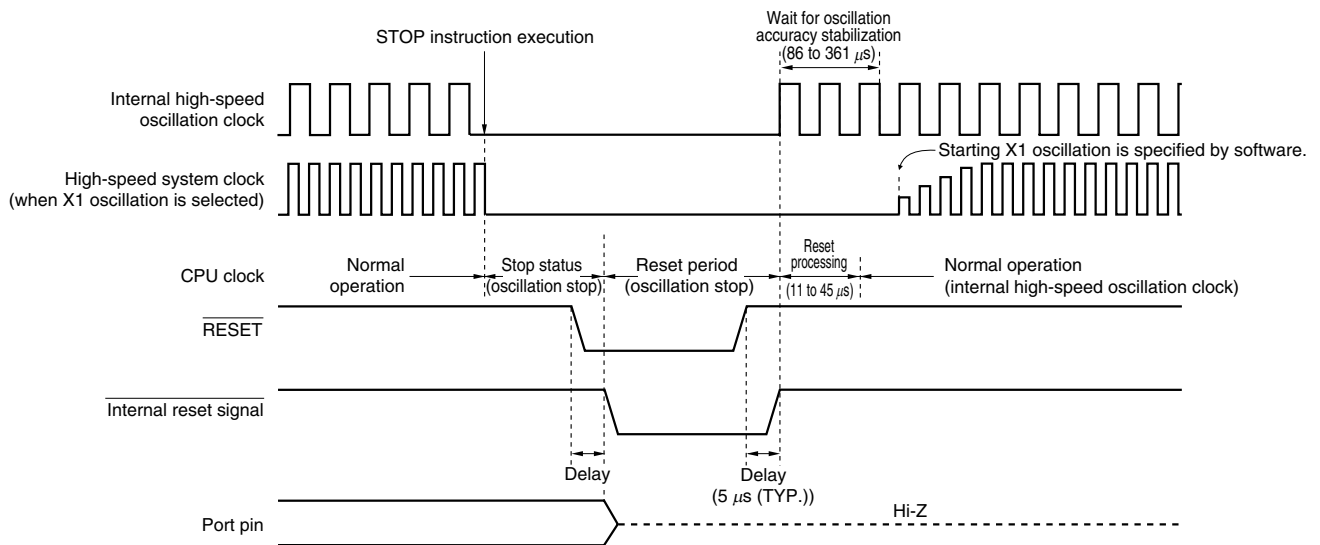 STOP instruction execution
Wait for oscillation
accuracy stabilization
(86 to 361 μs)
Internal high-speed
oscillation clock
Starting X1 oscillation is specified by software.
High-speed system clock
(when X1 oscillation is selected)
CPU clock
Normal
operation
Stop status
(oscillation stop)
Reset period
(oscillation stop)
Reset
processing
(11 to 45 μs)
Normal operation
(internal high-speed oscillation clock)
RESET
Internal reset signal
Delay
Delay
(5 μs (TYP.))
Port pin
Hi-Z